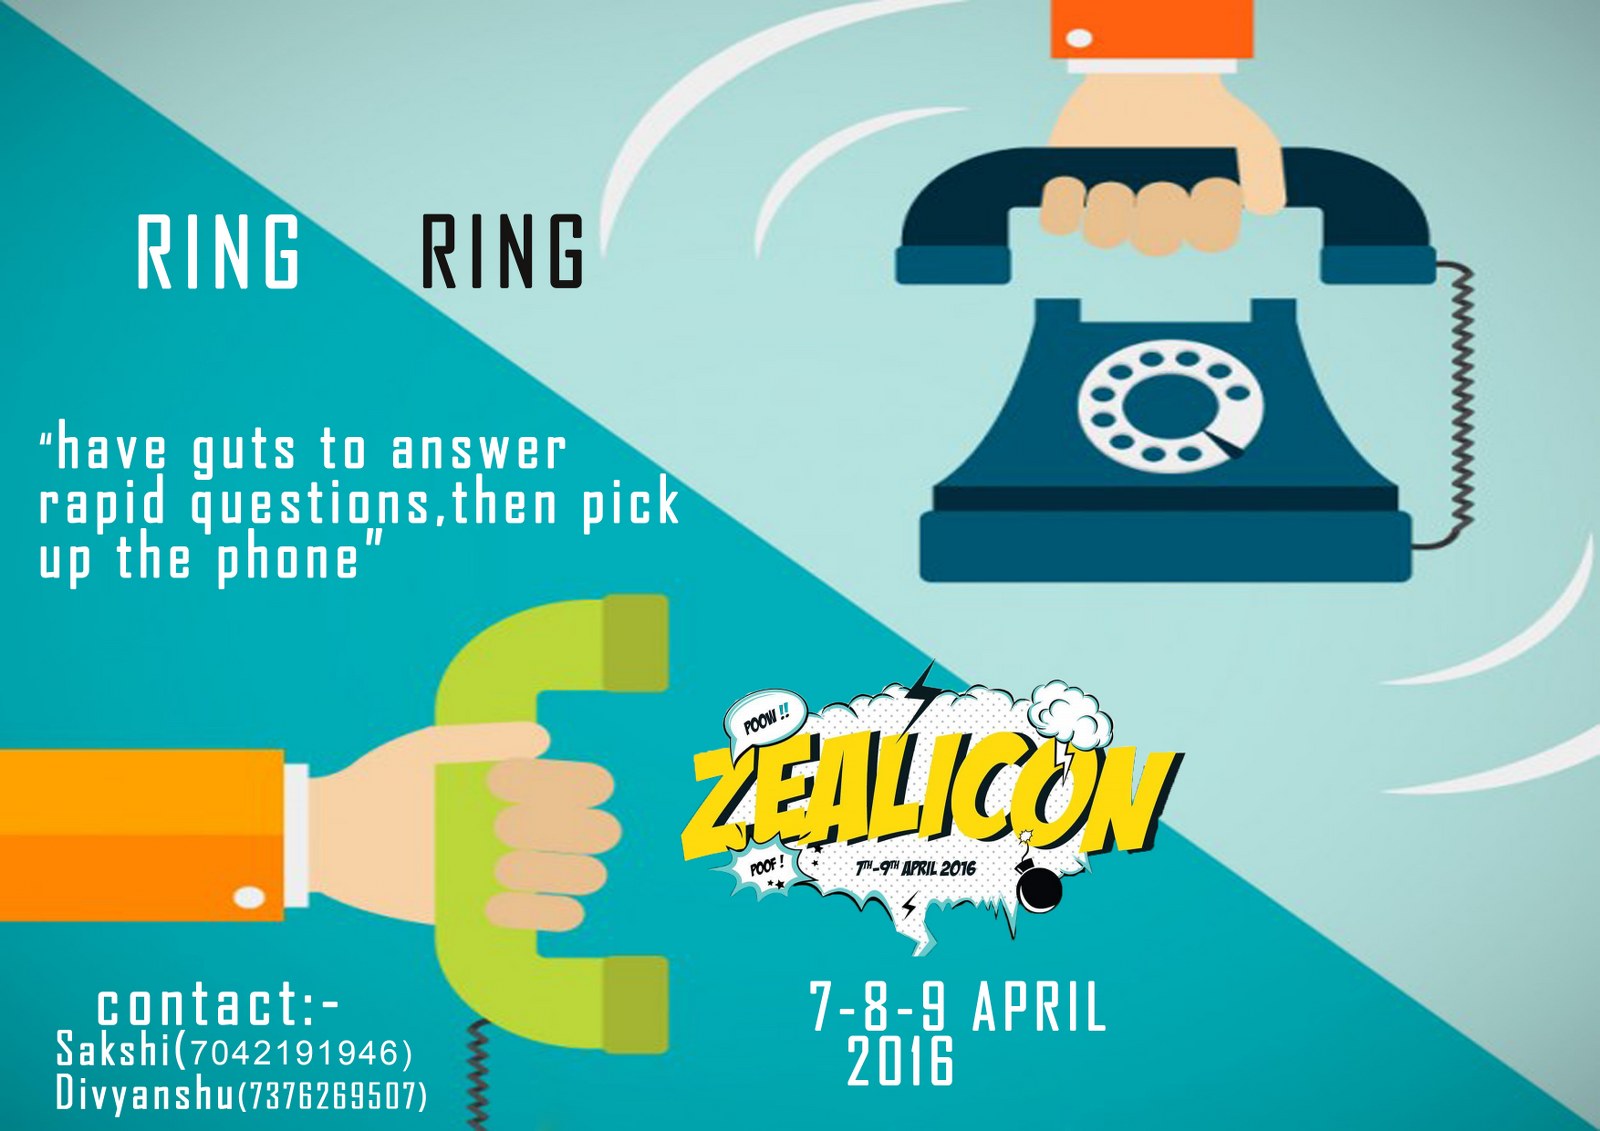 RING RING
"have guts to answer
rapid questions,then pick
up the phone"
POOW !!
ZEALICON
POOF !
7TH-9TH APRIL 2016
contact:-
Sakshi(7042191946)
Divyanshu(7376269507)
7-8-9 APRIL
2016